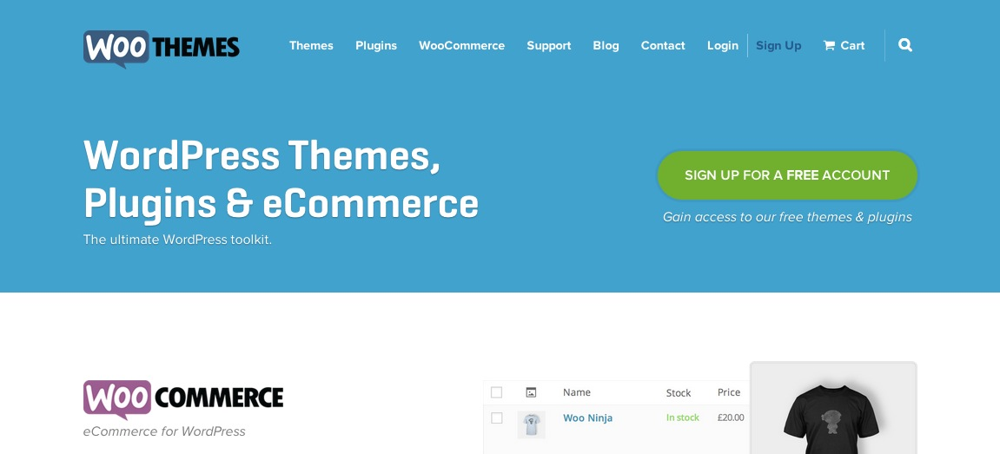 WOO THEMES
Themes Plugins WooCommerce Support Blog Contact Login Sign Up Cart
WordPress Themes,
Plugins & eCommerce
The ultimate WordPress toolkit.
SIGN UP FOR A FREE ACCOUNT
Gain access to our free themes & plugins
WOO COMMERCE
eCommerce for WordPress
Name Stock Price
Woo Ninja In stock £20.00